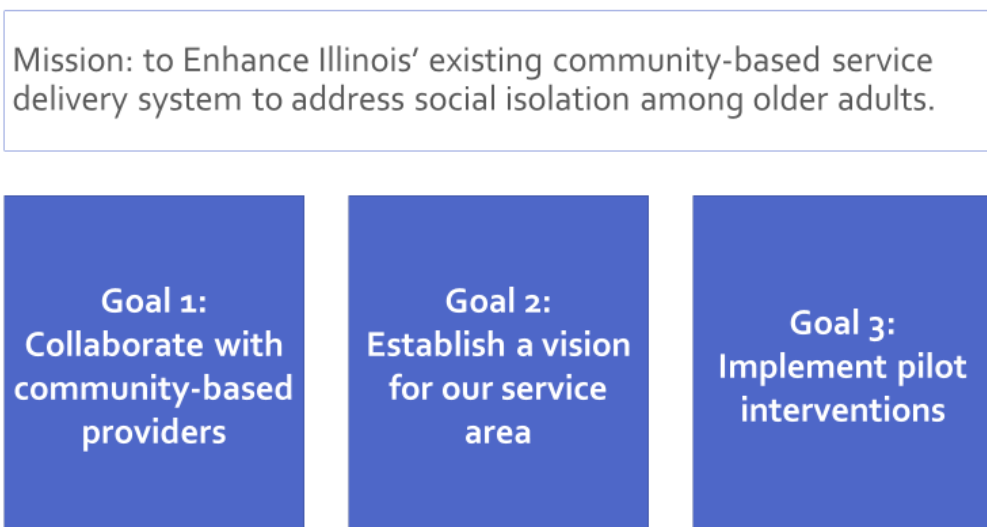 Mission: to Enhance Illinois’ existing community-based service
delivery system to address social isolation among older adults.
Goal 1:
Collaborate with
community-based
providers
Goal 2:
Establish a vision
for our service
area
Goal 3:
Implement pilot
interventions